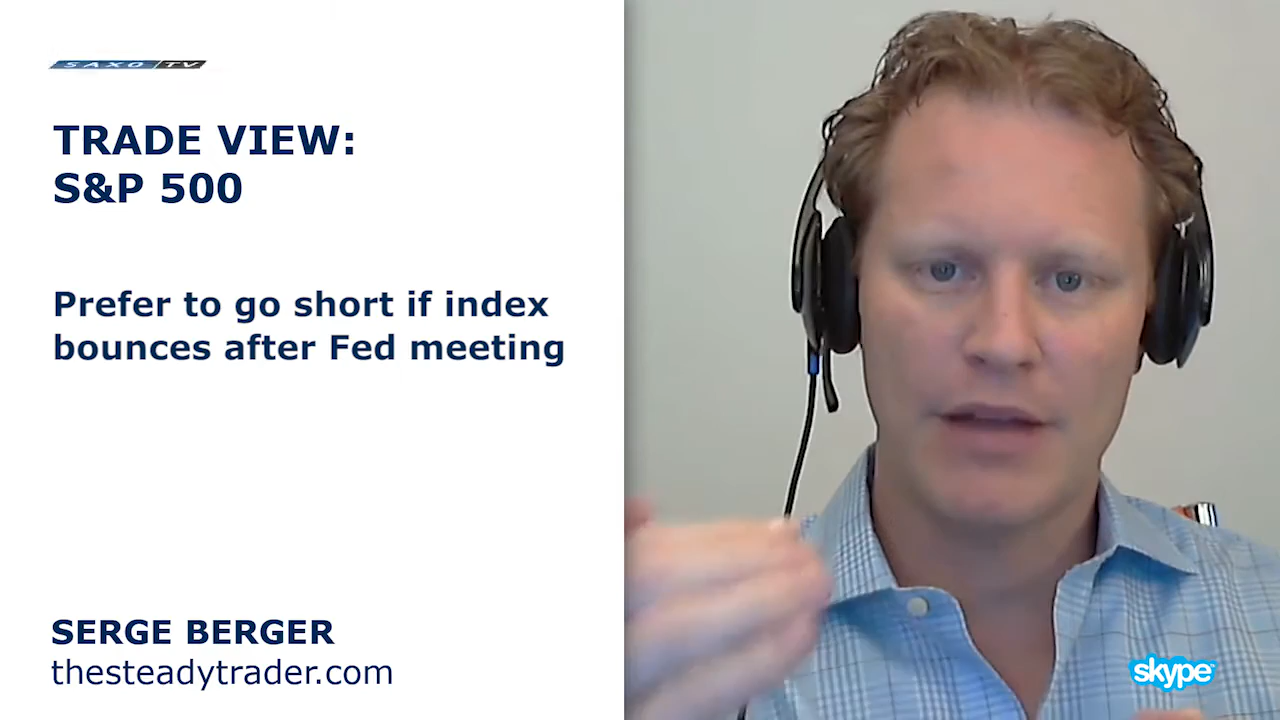 SAXO TV
TRADE VIEW:
S&P 500
Prefer to go short if index
bounces after Fed meeting
SERGE BERGER
thesteadytrader.com
skype